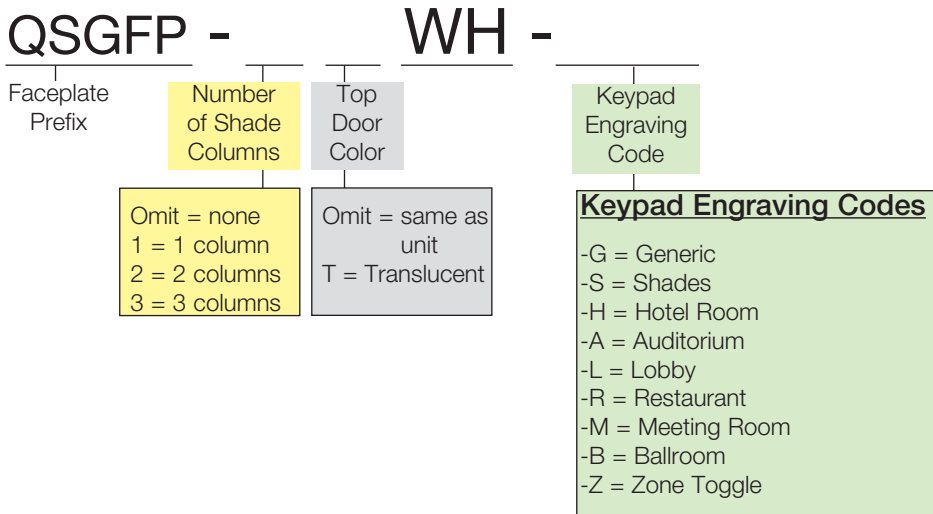 QSGFP - WH -
Faceplate
Prefix
Number
of Shade
Columns
Top
Door
Color
Keypad
Engraving
Code
Omit = none
1 = 1 column
2 = 2 columns
3 = 3 columns
Omit = same as
unit
T = Translucent
Keypad Engraving Codes
-G = Generic
-S = Shades
-H = Hotel Room
-A = Auditorium
-L = Lobby
-R = Restaurant
-M = Meeting Room
-B = Ballroom
-Z = Zone Toggle